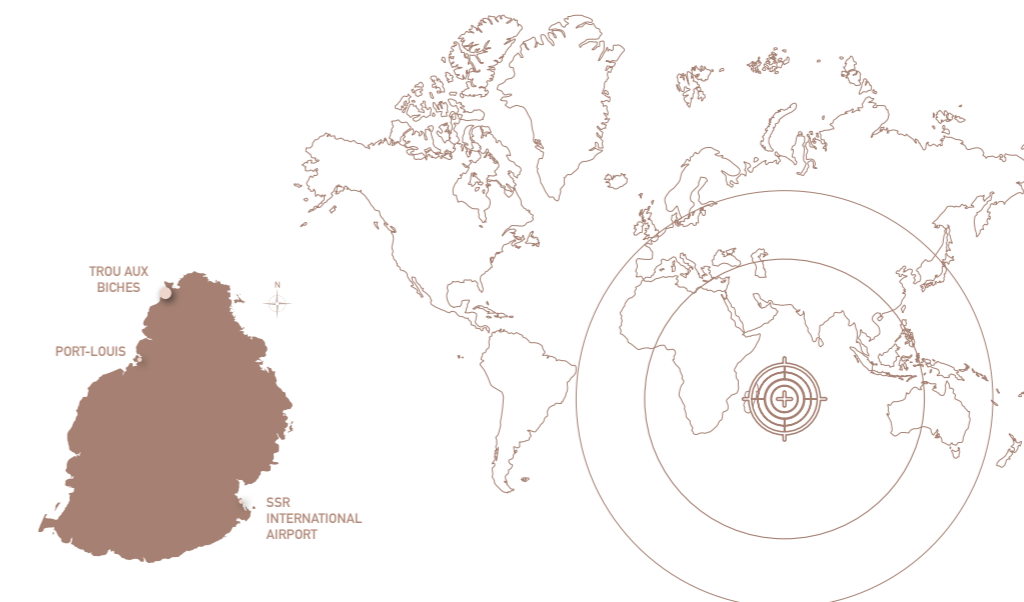 TROU AUX
BICHES
N
PORT-LOUIS
SSR
INTERNATIONAL
AIRPORT